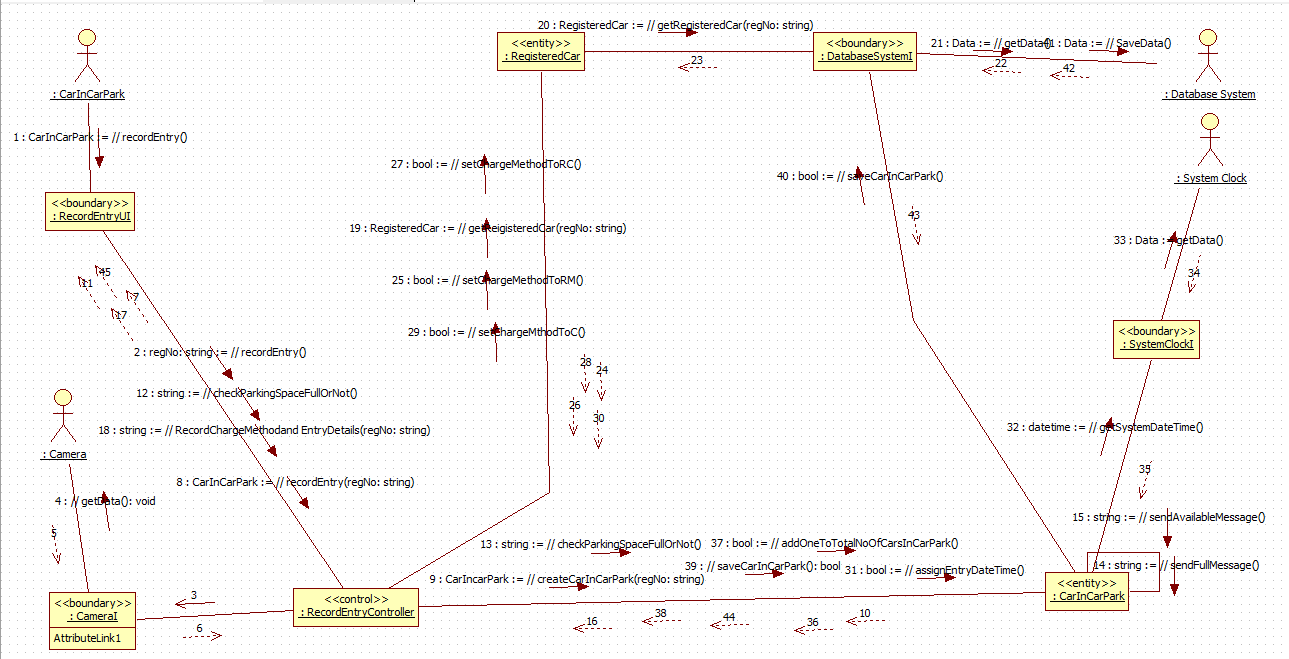 20 : RegisteredCar := // getRegisteredCar(regNo: string)
<<entity>>
: RegisteredCar
23
<<boundary>>
: DatabaseSystemI
21 : Data := // getData()
41 : Data := // SaveData()
22
42
: Database System
: CarInCarPark
1 : CarInCarPark := // recordEntry()
<<boundary>>
: RecordEntryUI
27 : bool := // setChargeMethodToRC()
19 : RegisteredCar := // getReigisteredCar(regNo: string)
25 : bool := // setChargeMethodToRM()
29 : bool := // setChargeMthodToC()
28
24
26
30
40 : bool := // saveCarInCarPark()
43
: System Clock
33 : Data := getData()
34
<<boundary>>
: SystemClockI
45
11
7
17
2 : regNo: string := // recordEntry()
12 : string := // checkParkingSpaceFullOrNot()
18 : string := // RecordChargeMethodand EntryDetails(regNo: string)
8 : CarInCarPark := // recordEntry(regNo: string)
: Camera
4 : // getData(): void
5
32 : datetime := // getSystemDateTime()
35
15 : string := // sendAvailableMessage()
14 : string := // sendFullMessage()
13 : string := // checkParkingSpaceFullOrNot()
37 : bool := // addOneToTotalNoOfCarsInCarPark()
39 : // saveCarInCarPark(): bool
31 : bool := // assignEntryDateTime()
9 : CarIncarPark := // createCarInCarPark(regNo: string)
<<entity>>
: CarInCarPark
<<boundary>>
: CameraI
AttributeLink1
3
6
<<control>>
: RecordEntryController
16
38
44
36
10